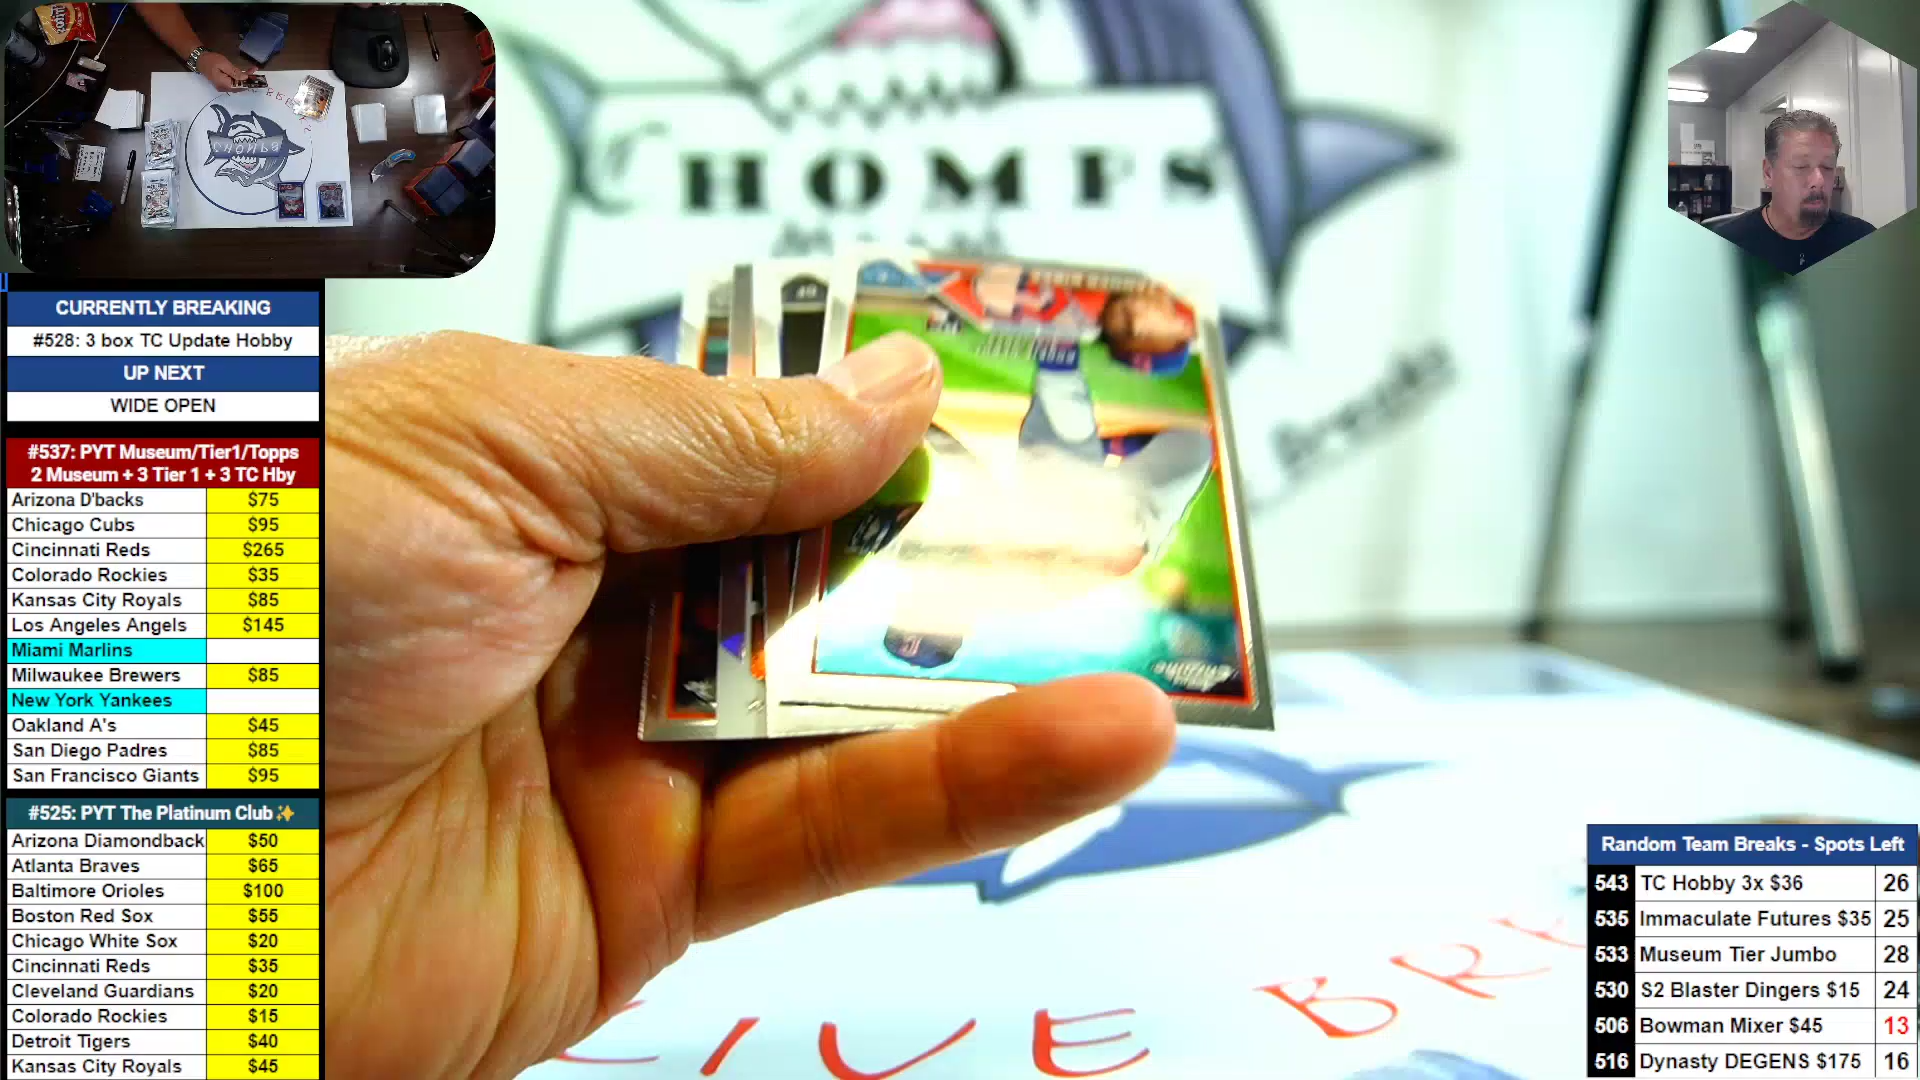 CHOMPS
CURRENTLY BREAKING
#528: 3 box TC Update Hobby
UP NEXT
WIDE OPEN
#537: PYT Museum/Tier1/Topps
2 Museum + 3 Tier 1 + 3 TC Hby
Arizona D'backs $75
Chicago Cubs $95
Cincinnati Reds $265
Colorado Rockies $35
Kansas City Royals $85
Los Angeles Angels $145
Miami Marlins
Milwaukee Brewers $85
New York Yankees
Oakland A's $45
San Diego Padres $85
San Francisco Giants $95
#525: PYT The Platinum Club✨
Arizona Diamondback $50
Atlanta Braves $65
Baltimore Orioles $100
Boston Red Sox $55
Chicago White Sox $20
Cincinnati Reds $35
Cleveland Guardians $20
Colorado Rockies $15
Detroit Tigers $40
Kansas City Royals $45
CHOMPS
Breaks
LIVE BRE
Random Team Breaks - Spots Left
543 TC Hobby 3x $36 26
535 Immaculate Futures $35 25
533 Museum Tier Jumbo 28
530 S2 Blaster Dingers $15 24
506 Bowman Mixer $45 13
516 Dynasty DEGENS $175 16